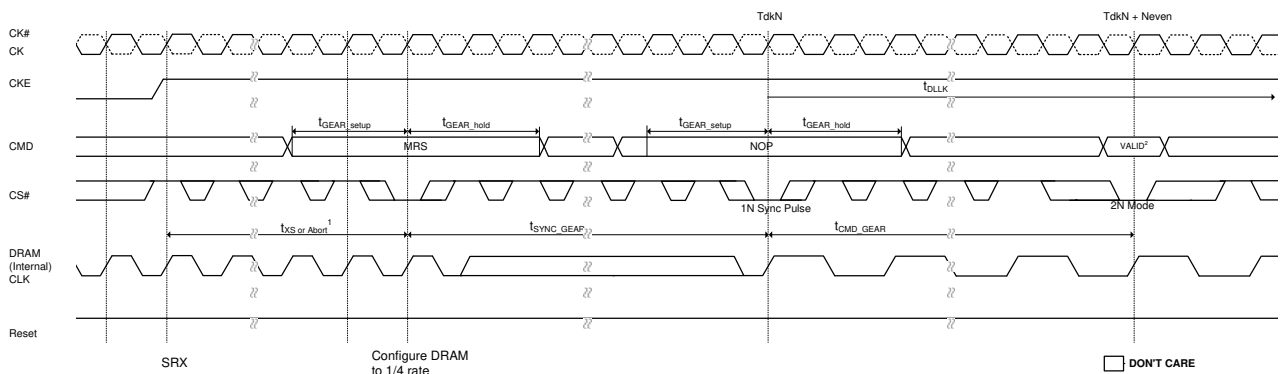 TdkN
TdkN + Neven
CK#
CK
CKE
tDLLK
tGEAR_setup
tGEAR_hold
tGEAR_setup
tGEAR_hold
CMD
MRS
NOP
VALID²
CS#
1N Sync Pulse
2N Mode
tXS or Abort¹
tSYNC_GEAR
tCMD_GEAR
DRAM
(Internal)
CLK
Reset
SRX
Configure DRAM
to 1/4 rate
DON'T CARE